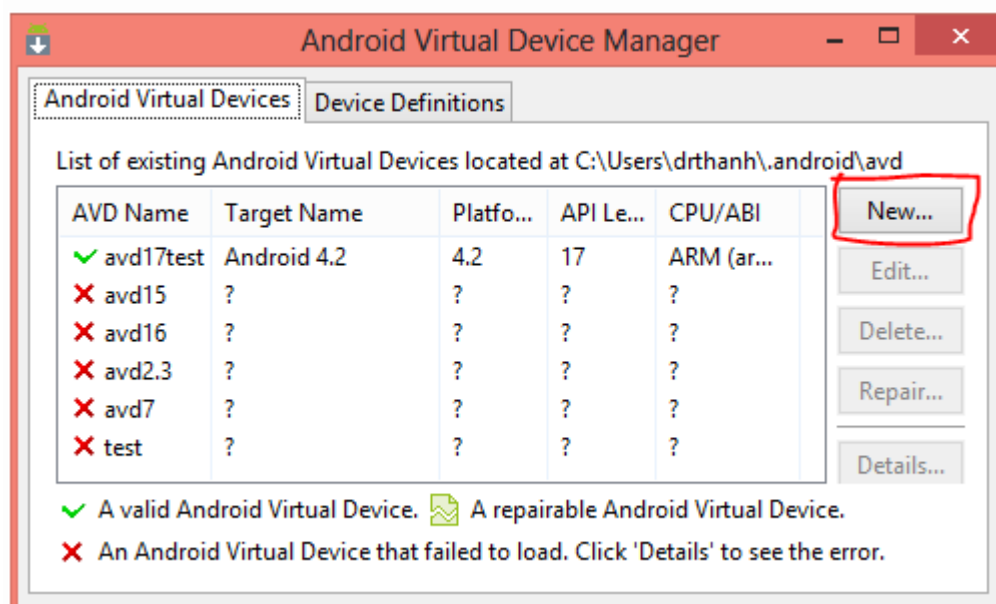 Android Virtual Device Manager
Android Virtual Devices Device Definitions
List of existing Android Virtual Devices located at C:\Users\drthanh\.android\avd
AVD Name Target Name Platfo... API Le... CPU/ABI New...
avd17test Android 4.2 4.2 17 ARM (ar...
Edit...
avd15 ? ? ? ?
avd16 ? ? ? ? Delete...
avd2.3 ? ? ? ?
Repair...
avd7 ? ? ? ?
test ? ? ? ?
Details...
A valid Android Virtual Device. A repairable Android Virtual Device.
An Android Virtual Device that failed to load. Click 'Details' to see the error.